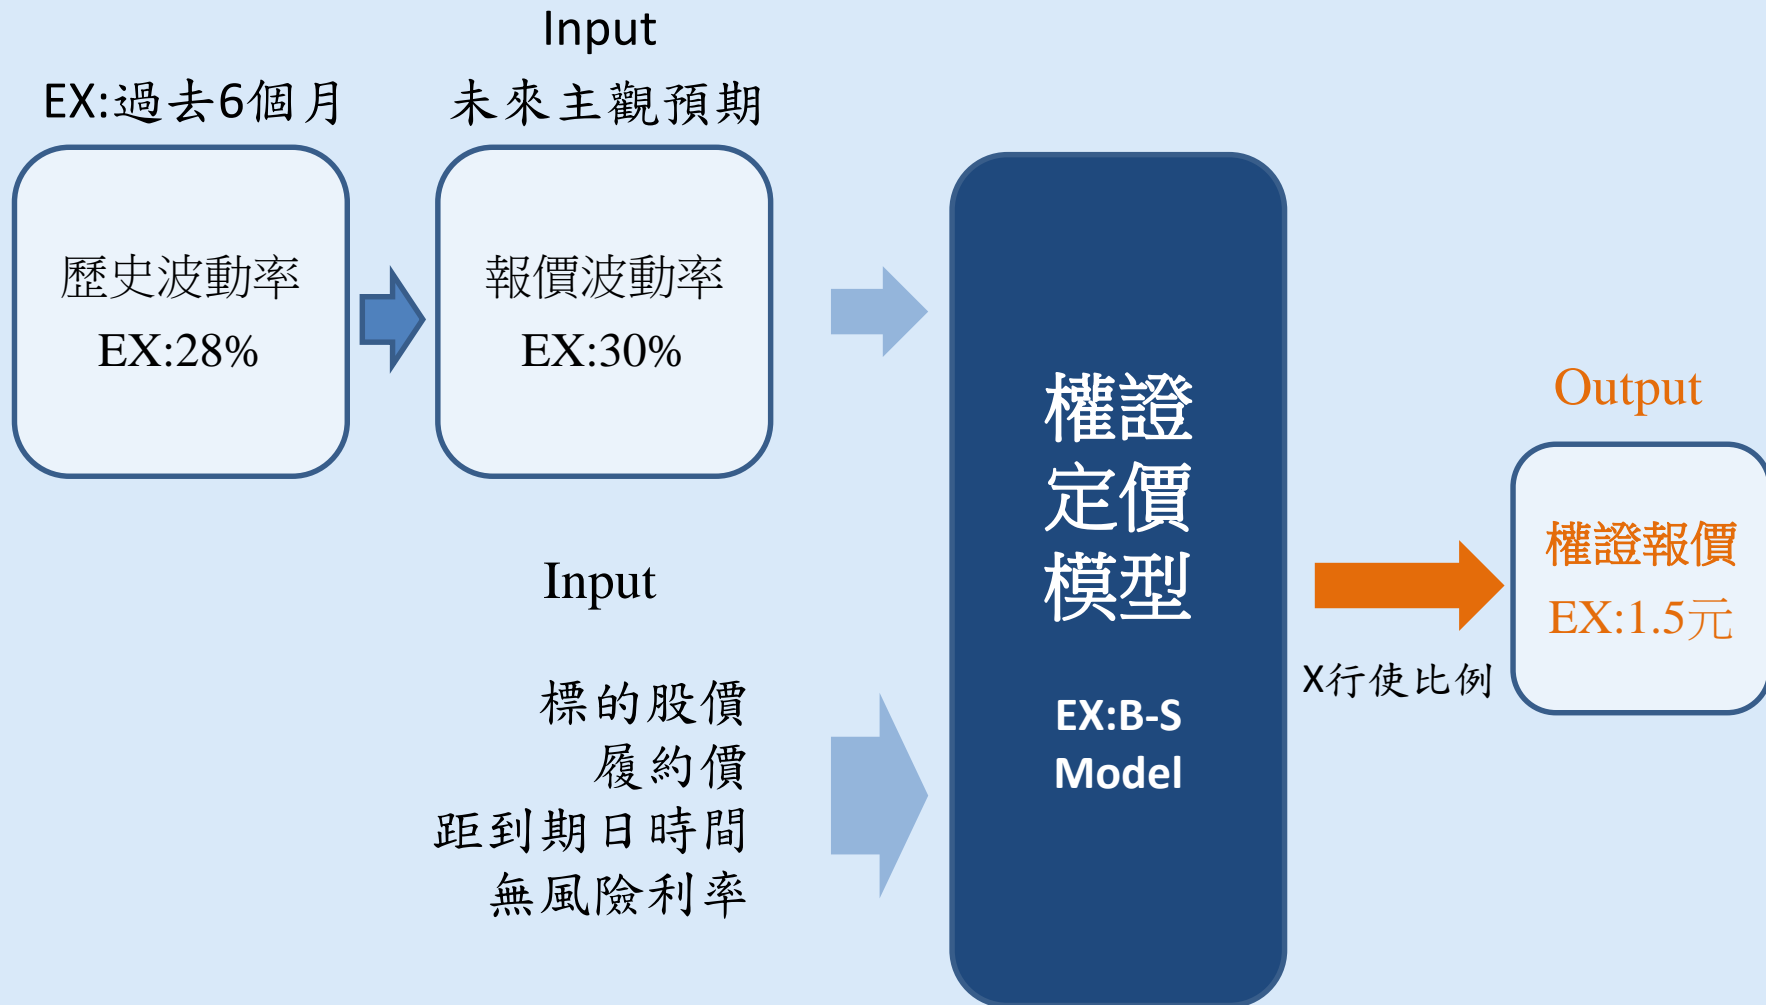 Input
EX:過去6個月
未來主觀預期
歷史波動率
EX:28%
報價波動率
EX:30%
Input
標的股價
履約價
距到期日時間
無風險利率
權證
定價
模型
EX:B-S
Model
X行使比例
Output
權證報價
EX:1.5元